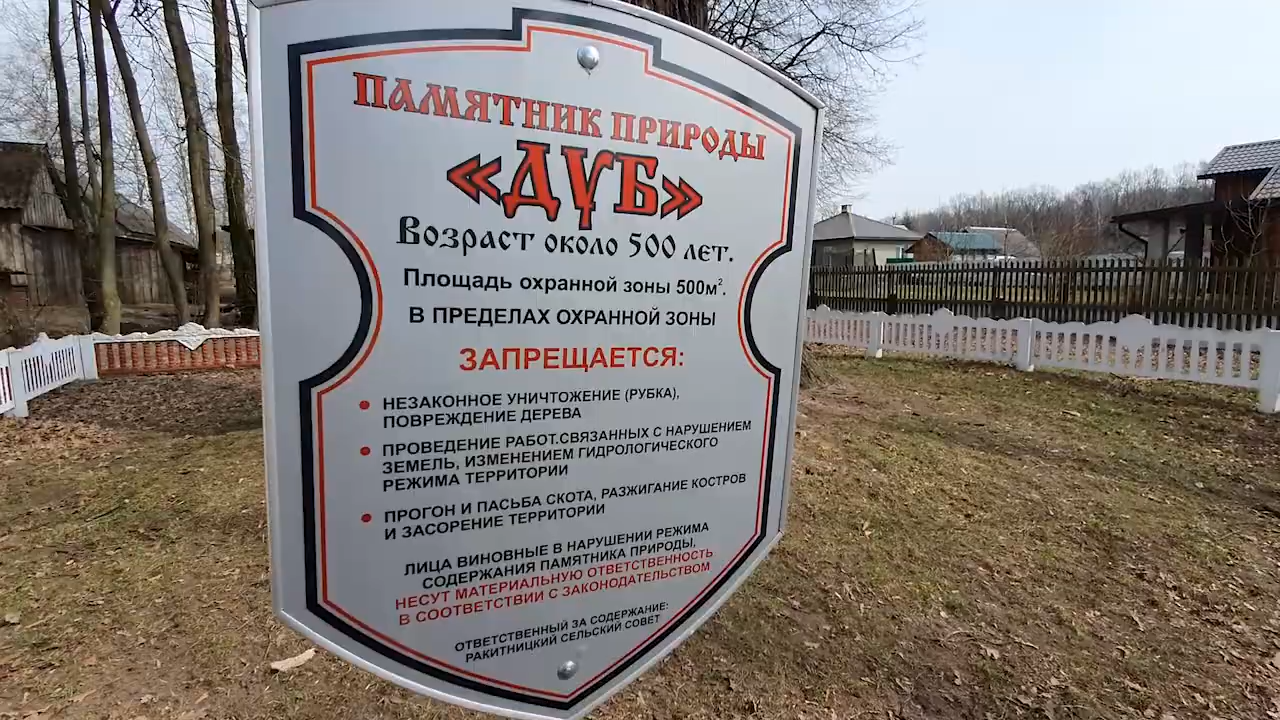 ПАМЯТНИК ПРИРОДЫ
«ДУБ»
Возраст около 500 лет.
Площадь охранной зоны 500м².
В ПРЕДЕЛАХ ОХРАННОЙ ЗОНЫ
ЗАПРЕЩАЕТСЯ:
• НЕЗАКОННОЕ УНИЧТОЖЕНИЕ (РУБКА),
ПОВРЕЖДЕНИЕ ДЕРЕВА
• ПРОВЕДЕНИЕ РАБОТ.СВЯЗАННЫХ С НАРУШЕНИЕМ
ЗЕМЕЛЬ, ИЗМЕНЕНИЕМ ГИДРОЛОГИЧЕСКОГО
РЕЖИМА ТЕРРИТОРИИ
• ПРОГОН И ПАСЬБА СКОТА, РАЗЖИГАНИЕ КОСТРОВ
И ЗАСОРЕНИЕ ТЕРРИТОРИИ
ЛИЦА ВИНОВНЫЕ В НАРУШЕНИИ РЕЖИМА
СОДЕРЖАНИЯ ПАМЯТНИКА ПРИРОДЫ,
НЕСУТ МАТЕРИАЛЬНУЮ ОТВЕТСТВЕННОСТЬ
В СООТВЕТСТВИИ С ЗАКОНОДАТЕЛЬСТВОМ
ОТВЕТСТВЕННЫЙ ЗА СОДЕРЖАНИЕ:
РАКИТНИЦКИЙ СЕЛЬСКИЙ СОВЕТ